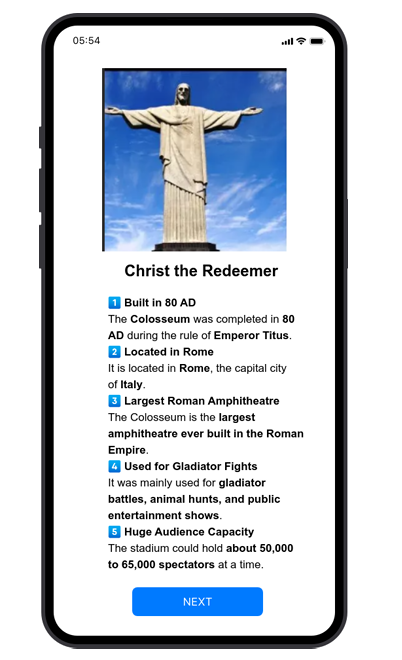 05:54
Christ the Redeemer
1 Built in 80 AD
The Colosseum was completed in 80
AD during the rule of Emperor Titus.
2 Located in Rome
It is located in Rome, the capital city
of Italy.
3 Largest Roman Amphitheatre
The Colosseum is the largest
amphitheatre ever built in the Roman
Empire.
4 Used for Gladiator Fights
It was mainly used for gladiator
battles, animal hunts, and public
entertainment shows.
5 Huge Audience Capacity
The stadium could hold about 50,000
to 65,000 spectators at a time.
NEXT